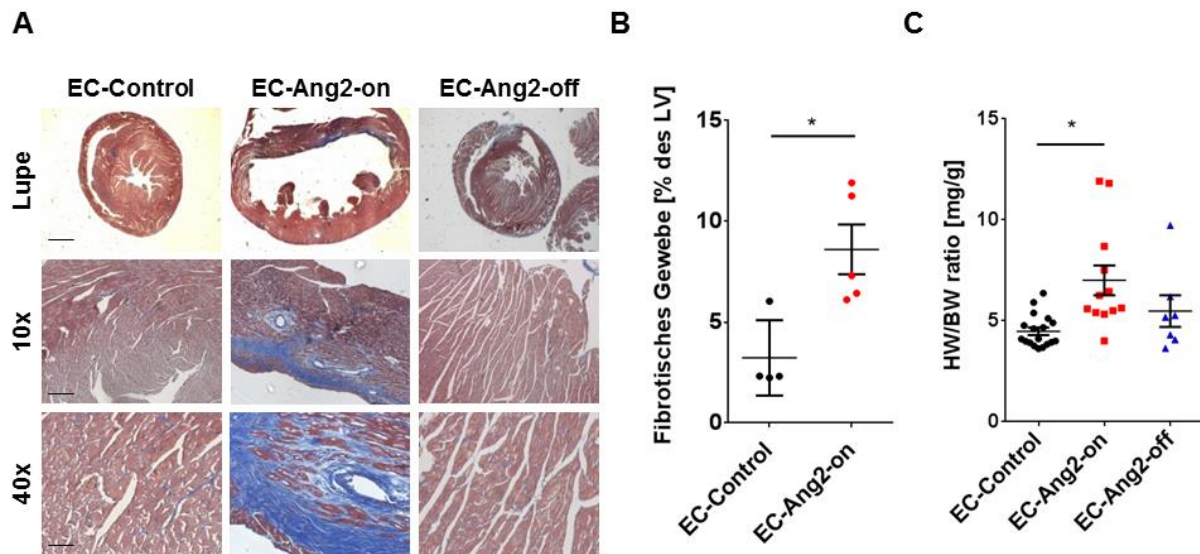 A
EC-Control EC-Ang2-on EC-Ang2-off
Lupe
10x
40x
B
Fibrotisches Gewebe [% des LV]
15
10
5
0
*
EC-Control
EC-Ang2-on
C
HW/BW ratio [mg/g]
15
10
5
0
*
EC-Control
EC-Ang2-on
EC-Ang2-off